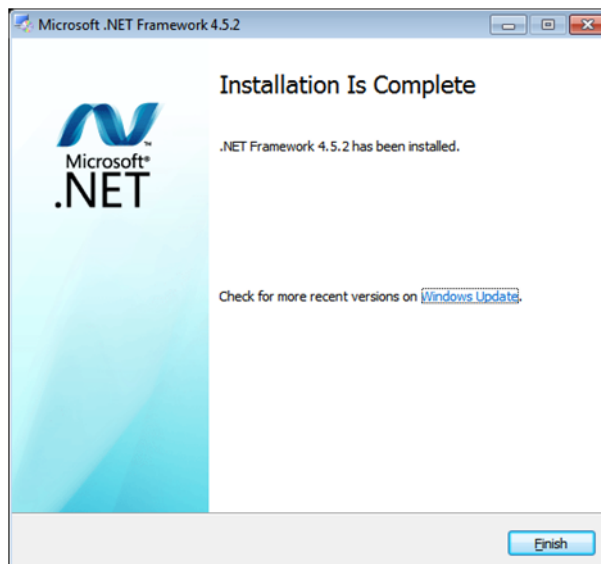 Microsoft .NET Framework 4.5.2
Installation Is Complete
Microsoft®
.NET
.NET Framework 4.5.2 has been installed.
Check for more recent versions on Windows Update.
Finish